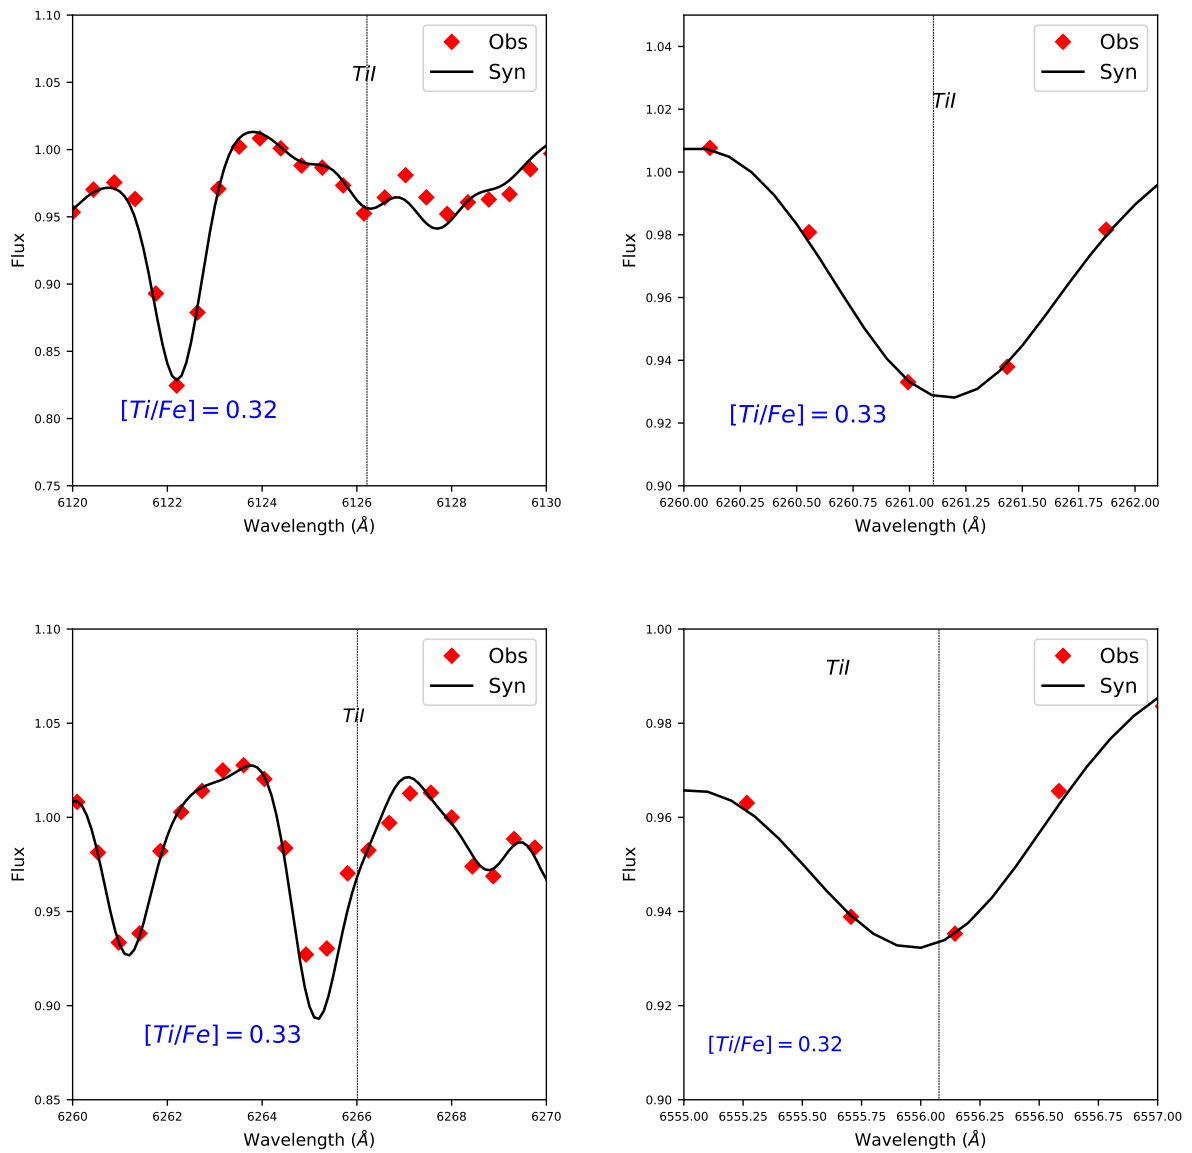 1.10
1.05
1.00
0.95
0.90
0.85
0.80
0.75
Flux
TiI
Obs
Syn
[Ti/Fe] = 0.32
6120 6122 6124 6126 6128 6130
Wavelength (Å)
1.04
1.02
1.00
0.98
0.96
0.94
0.92
0.90
Flux
TiI
Obs
Syn
[Ti/Fe] = 0.33
6260.00 6260.25 6260.50 6260.75 6261.00 6261.25 6261.50 6261.75 6262.00
Wavelength (Å)
1.10
1.05
1.00
0.95
0.90
0.85
Flux
TiI
Obs
Syn
[Ti/Fe] = 0.33
6260 6262 6264 6266 6268 6270
Wavelength (Å)
1.00
0.98
0.96
0.94
0.92
0.90
Flux
TiI
Obs
Syn
[Ti/Fe] = 0.32
6555.00 6555.25 6555.50 6555.75 6556.00 6556.25 6556.50 6556.75 6557.00
Wavelength (Å)